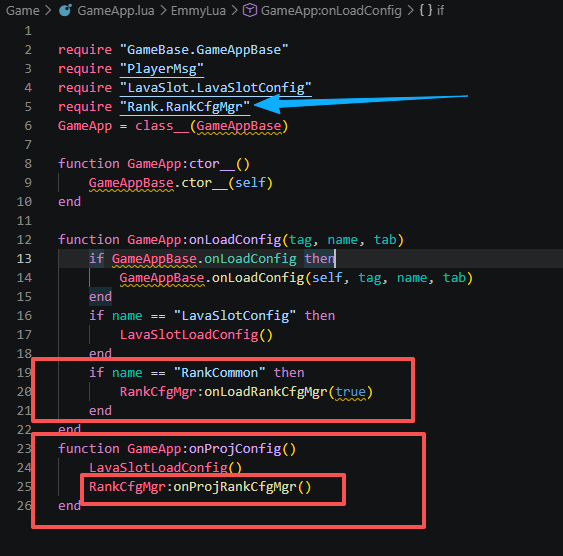 Game > GameApp.lua > EmmyLua > GameApp:onLoadConfig > {} if
1
2 require "GameBase.GameAppBase"
3 require "PlayerMsg"
4 require "LavaSlot.LavaSlotConfig"
5 require "Rank.RankCfgMgr"
6 GameApp = class__(GameAppBase)
7
8 function GameApp:ctor__()
9 GameAppBase.ctor__(self)
10 end
11
12 function GameApp:onLoadConfig(tag, name, tab)
13 if GameAppBase.onLoadConfig then
14 GameAppBase.onLoadConfig(self, tag, name, tab)
15 end
16 if name == "LavaSlotConfig" then
17 LavaSlotLoadConfig()
18 end
19 if name == "RankCommon" then
20 RankCfgMgr:onLoadRankCfgMgr(true)
21 end
22 end
23 function GameApp:onProjConfig()
24 LavaSlotLoadConfig()
25 RankCfgMgr:onProjRankCfgMgr()
26 end